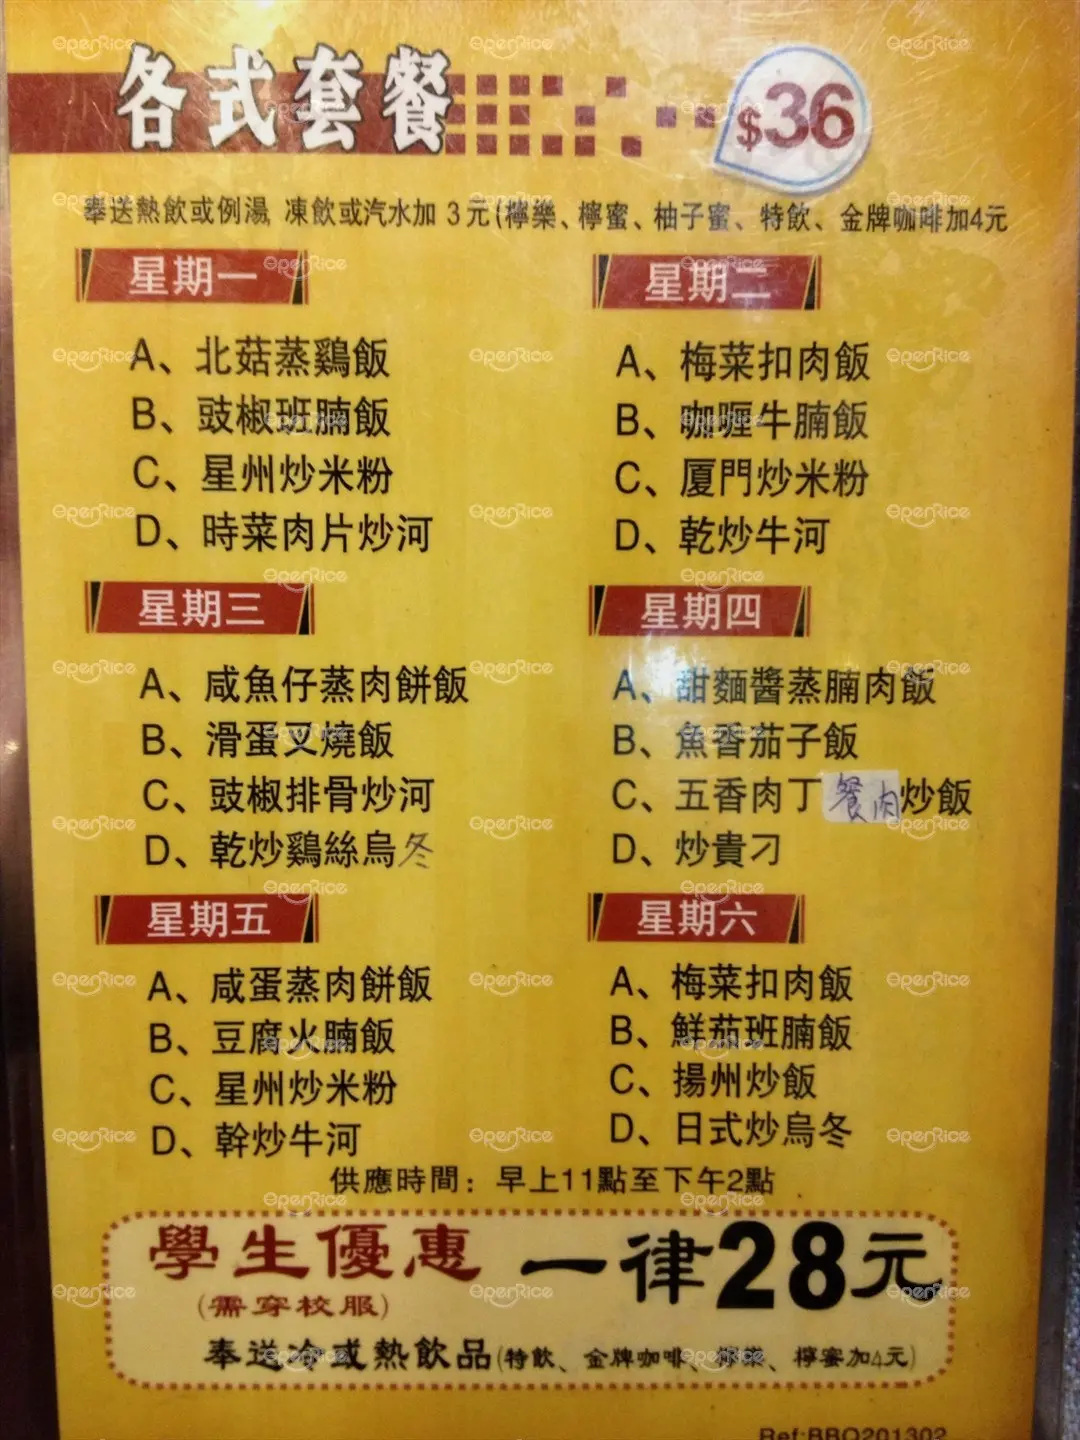 各式套餐
$36
奉送熱飲或例湯, 凍飲或汽水加 3 元(檸樂、檸蜜、柚子蜜、特飲、金牌咖啡加4元
星期一
A、北菇蒸鷄飯
B、豉椒班腩飯
C、星州炒米粉
D、時菜肉片炒河
星期二
A、梅菜扣肉飯
B、咖喱牛腩飯
C、厦門炒米粉
D、乾炒牛河
星期三
A、咸魚仔蒸肉餅飯
B、滑蛋叉燒飯
C、豉椒排骨炒河
D、乾炒鷄絲烏冬
星期四
A、甜麵醬蒸腩肉飯
B、魚香茄子飯
C、五香肉丁餐肉炒飯
D、炒貴刁
星期五
A、咸蛋蒸肉餅飯
B、豆腐火腩飯
C、星州炒米粉
D、幹炒牛河
星期六
A、梅菜扣肉飯
B、鮮茄班腩飯
C、揚州炒飯
D、日式炒烏冬
供應時間：早上11點至下午2點
學生優惠 一律28元
(需穿校服)
奉送冷或熱飲品(特飲、金牌咖啡、檸樂、檸蜜加4元)
Ref:BBQ201302
OpenRice